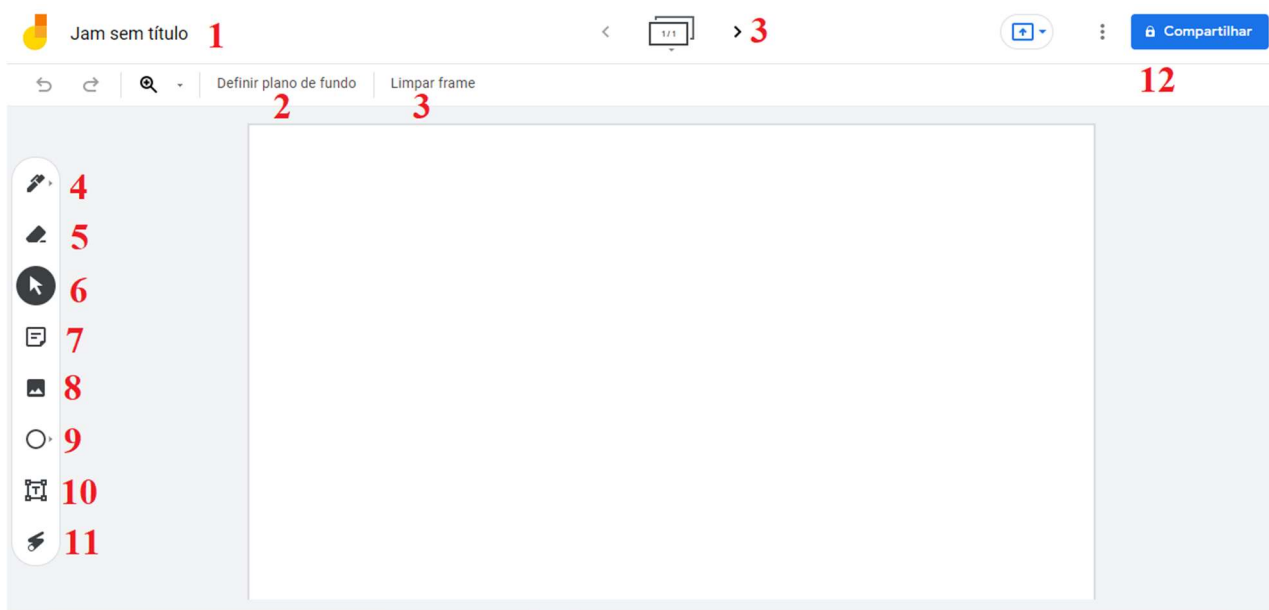 Jam sem título 1
1/1
3
Compartilhar
12
Definir plano de fundo
Limpar frame
2
3
4
5
6
7
8
9
T 10
11